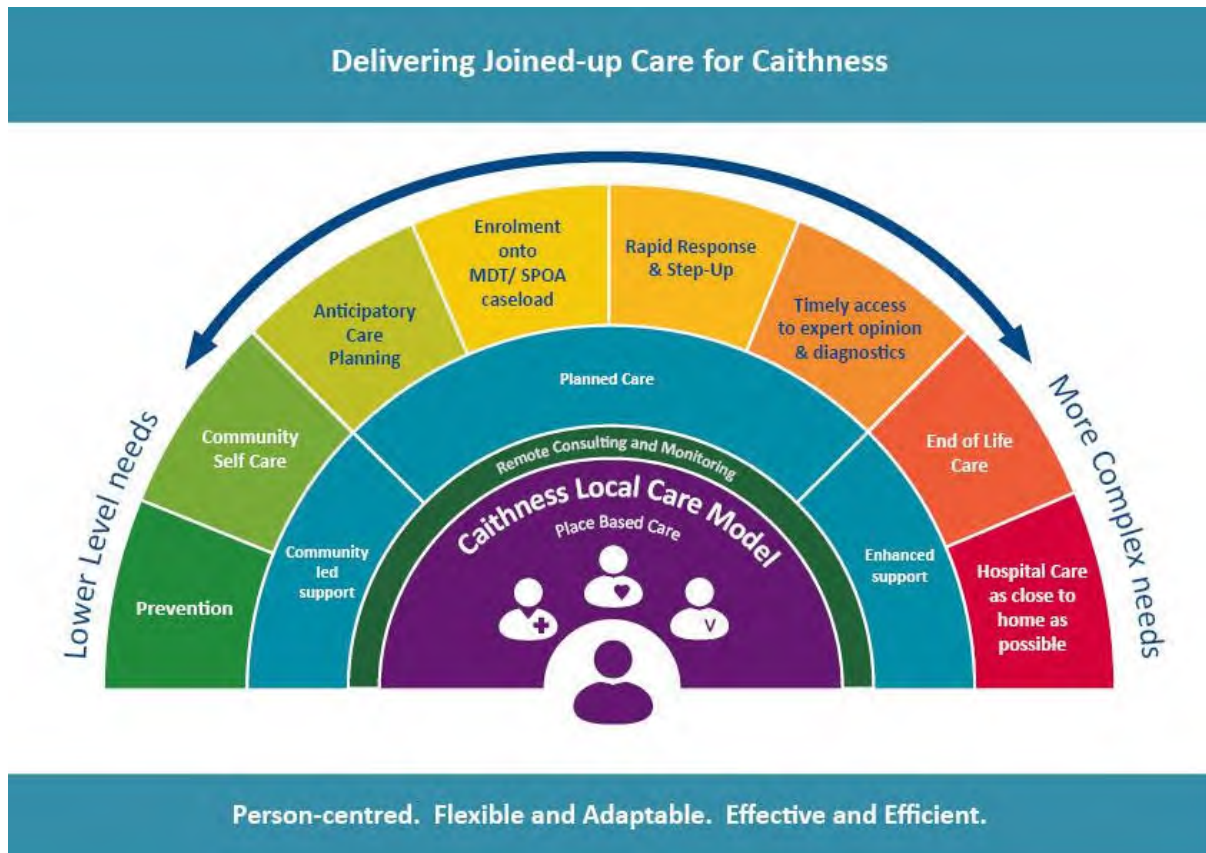 Delivering Joined-up Care for Caithness
Lower Level needs
More Complex needs
Prevention
Community
Self Care
Anticipatory
Care
Planning
Enrolment
onto
MDT/ SPOA
caseload
Rapid Response
& Step-Up
Timely access
to expert opinion
& diagnostics
End of Life
Care
Hospital Care
as close to
home as
possible
Community
led
support
Planned Care
Enhanced
support
Remote Consulting and Monitoring
Caithness Local Care Model
Place Based Care
V
Person-centred. Flexible and Adaptable. Effective and Efficient.